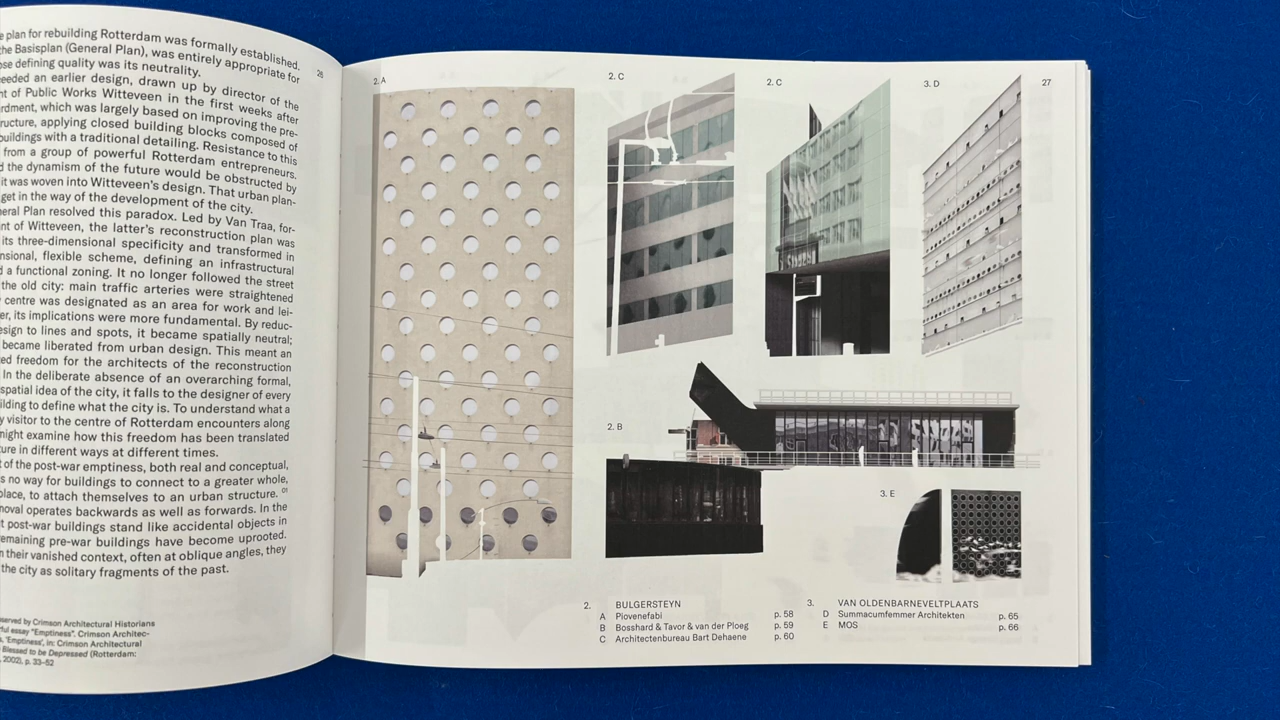 e plan for rebuilding Rotterdam was formally established,
the Basisplan (General Plan), was entirely appropriate for
ose defining quality was its neutrality.
eeded an earlier design, drawn up by director of the
nt of Public Works Witteveen in the first weeks after
rdment, which was largely based on improving the pre-
ructure, applying closed building blocks composed of
buildings with a traditional detailing. Resistance to this
from a group of powerful Rotterdam entrepreneurs,
d the dynamism of the future would be obstructed by
it was woven into Witteveen's design. That urban plan-
get in the way of the development of the city.
neral Plan resolved this paradox. Led by Van Traa, for-
nt of Witteveen, the latter's reconstruction plan was
its three-dimensional specificity and transformed in
nsional, flexible scheme, defining an infrastructural
d a functional zoning. It no longer followed the street
the old city: main traffic arteries were straightened
centre was designated as an area for work and lei-
er, its implications were more fundamental. By reduc-
esign to lines and spots, it became spatially neutral;
became liberated from urban design. This meant an
ed freedom for the architects of the reconstruction
In the deliberate absence of an overarching formal,
spatial idea of the city, it falls to the designer of every
ilding to define what the city is. To understand what a
y visitor to the centre of Rotterdam encounters along
might examine how this freedom has been translated
ture in different ways at different times.
t of the post-war emptiness, both real and conceptual,
s no way for buildings to connect to a greater whole,
place, to attach themselves to an urban structure. 01
noval operates backwards as well as forwards. In the
t post-war buildings stand like accidental objects in
remaining pre-war buildings have become uprooted.
n their vanished context, often at oblique angles, they
the city as solitary fragments of the past.
served by Crimson Architectural Historians
ful essay "Emptiness". Crimson Architec-
s, 'Emptiness', in: Crimson Architectural
Blessed to be Depressed (Rotterdam:
2002), p. 33–52
26
2. A
2. C
2. C
3. D
27
2. B
3. E
2. BULGERSTEYN
A Piovenefabi p. 58
B Bosshard & Tavor & van der Ploeg p. 59
C Architectenbureau Bart Dehaene p. 60
3. VAN OLDENBARNEVELTPLAATS
D Summacumfemmer Architekten p. 65
E MOS p. 66